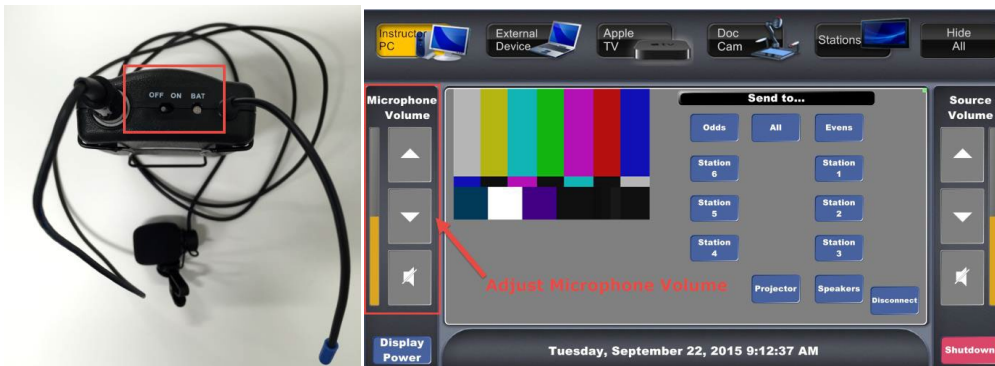 OFF ON BAT
Instructor
PC
External
Device
Apple
TV
Doc
Cam
Stations
Hide
All
Microphone
Volume
Send to...
Source
Volume
Odds
All
Evens
Station
6
Station
1
Station
5
Station
2
Station
4
Station
3
Adjust Microphone Volume
Projector
Speakers
Disconnect
Display
Power
Tuesday, September 22, 2015 9:12:37 AM
Shutdown